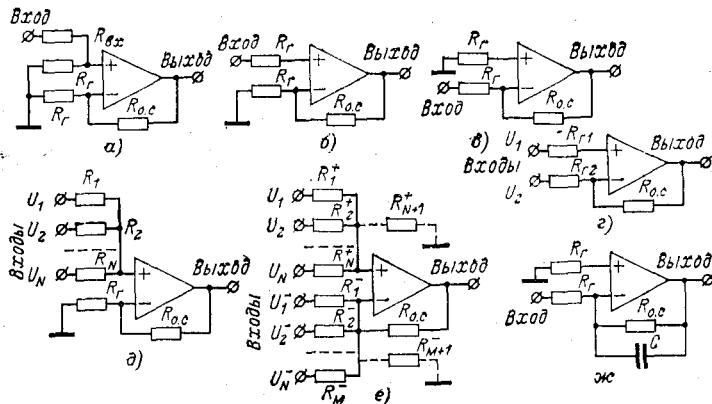 Вход
Rвх
+
Выход
Rг
−
Rг
Rо.с
а)
Вход
Rг
+
Выход
Rг
−
Rо.с
б)
Rг
+
Выход
Rг
−
Вход
Rо.с
в)
U1
Rг1
+
Выход
Входы
Rг2
−
U2
Rо.с
г)
U1
R1
U2
R2
Входы
UN
RN
+
Выход
Rг
−
Rо.с
д)
U1
R1+
U2
R2+
RN+1+
UN
RN+
+
Выход
U1−
R1−
−
Входы
U2−
R2−
Rо.с
RM+1−
UN−
RM−
е)
Rг
+
Выход
Rг
−
Вход
Rо.с
C
ж